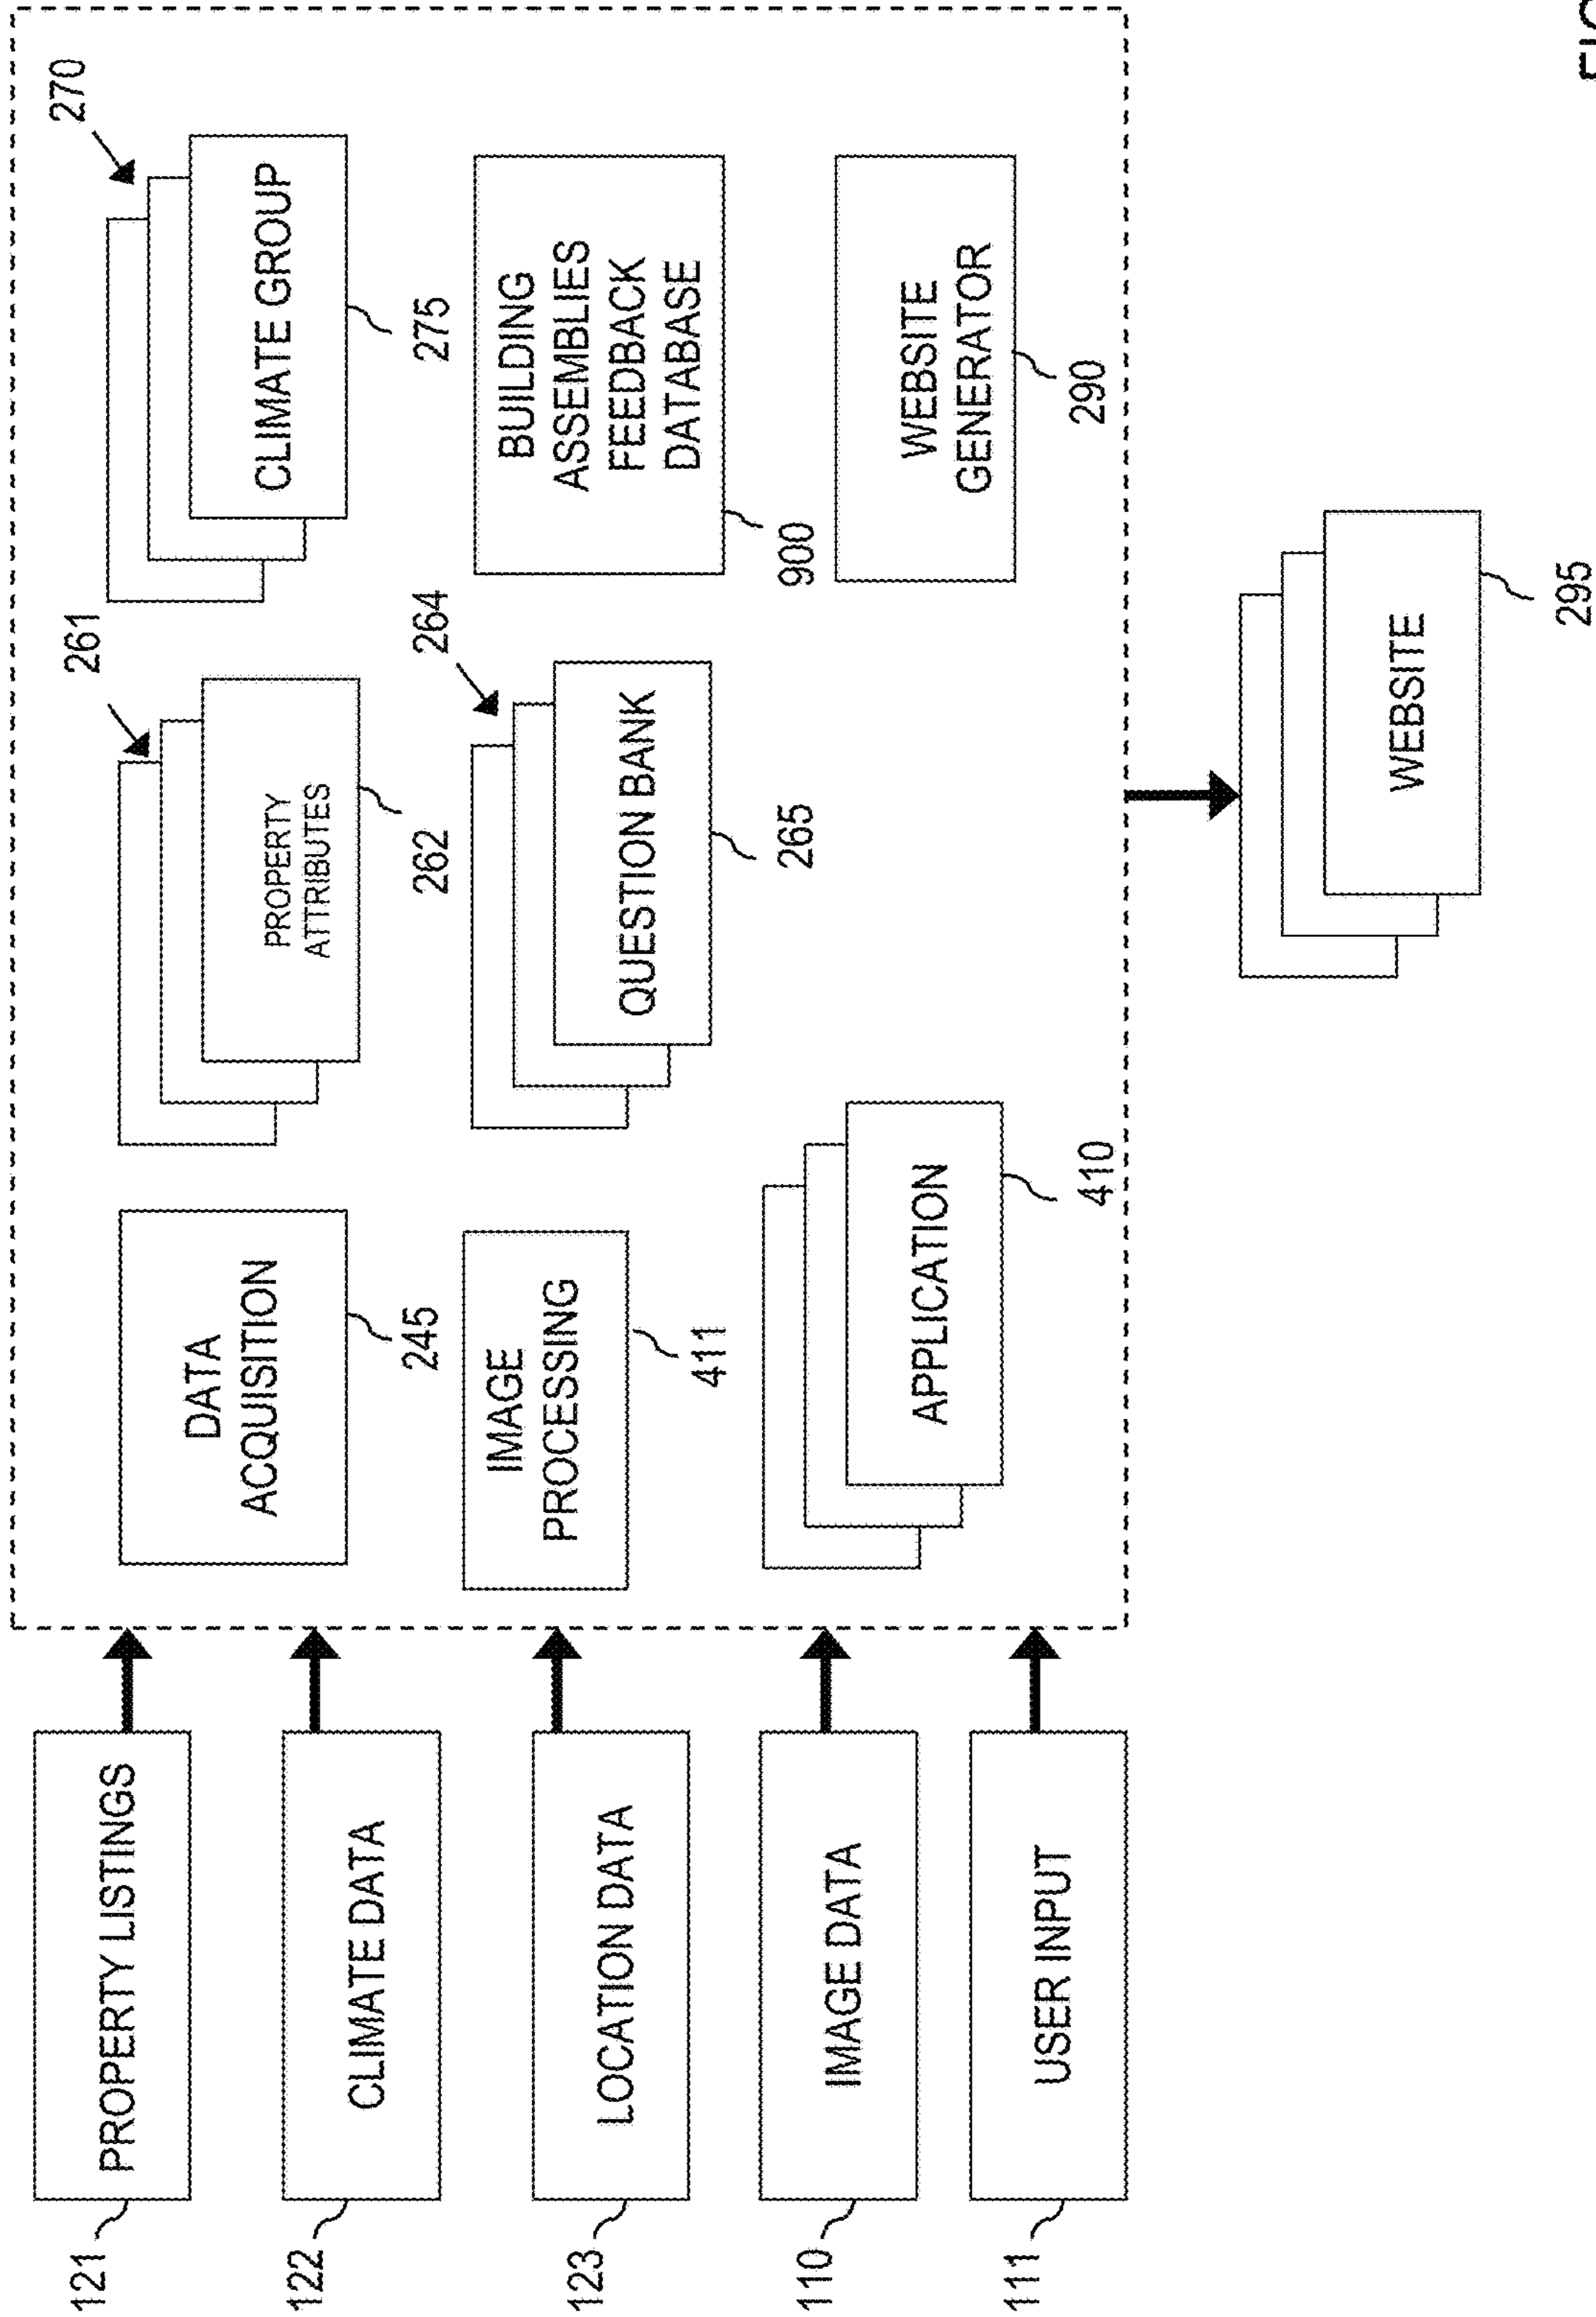 121
PROPERTY LISTINGS
122
CLIMATE DATA
123
LOCATION DATA
110
IMAGE DATA
111
USER INPUT
DATA
ACQUISITION
245
261
PROPERTY
ATTRIBUTES
262
270
CLIMATE GROUP
275
IMAGE
PROCESSING
411
264
QUESTION BANK
265
BUILDING
ASSEMBLIES
FEEDBACK
DATABASE
900
APPLICATION
410
WEBSITE
GENERATOR
290
WEBSITE
295